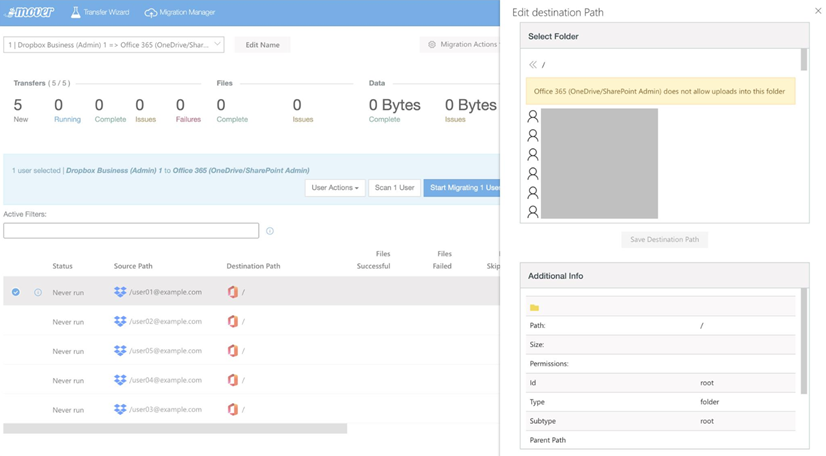 mover
Transfer Wizard
Migration Manager
1 | Dropbox Business (Admin) 1 => Office 365 (OneDrive/Shar...
Edit Name
Migration Actions
Transfers ( 5 / 5 )
Files
Data
5
0
0
0
0
0
0
0 Bytes
0 Bytes
New
Running
Complete
Issues
Failures
Complete
Issues
Complete
Issues
1 user selected | Dropbox Business (Admin) 1 to Office 365 (OneDrive/SharePoint Admin)
User Actions
Scan 1 User
Start Migrating 1 User
Active Filters:
Status
Source Path
Destination Path
Files
Successful
Files
Failed
Skip
Never run
/user01@example.com
/
Never run
/user02@example.com
/
Never run
/user05@example.com
/
Never run
/user04@example.com
/
Never run
/user03@example.com
/
Edit destination Path
Select Folder
/
Office 365 (OneDrive/SharePoint Admin) does not allow uploads into this folder
Save Destination Path
Additional Info
Path: /
Size:
Permissions:
Id root
Type folder
Subtype root
Parent Path